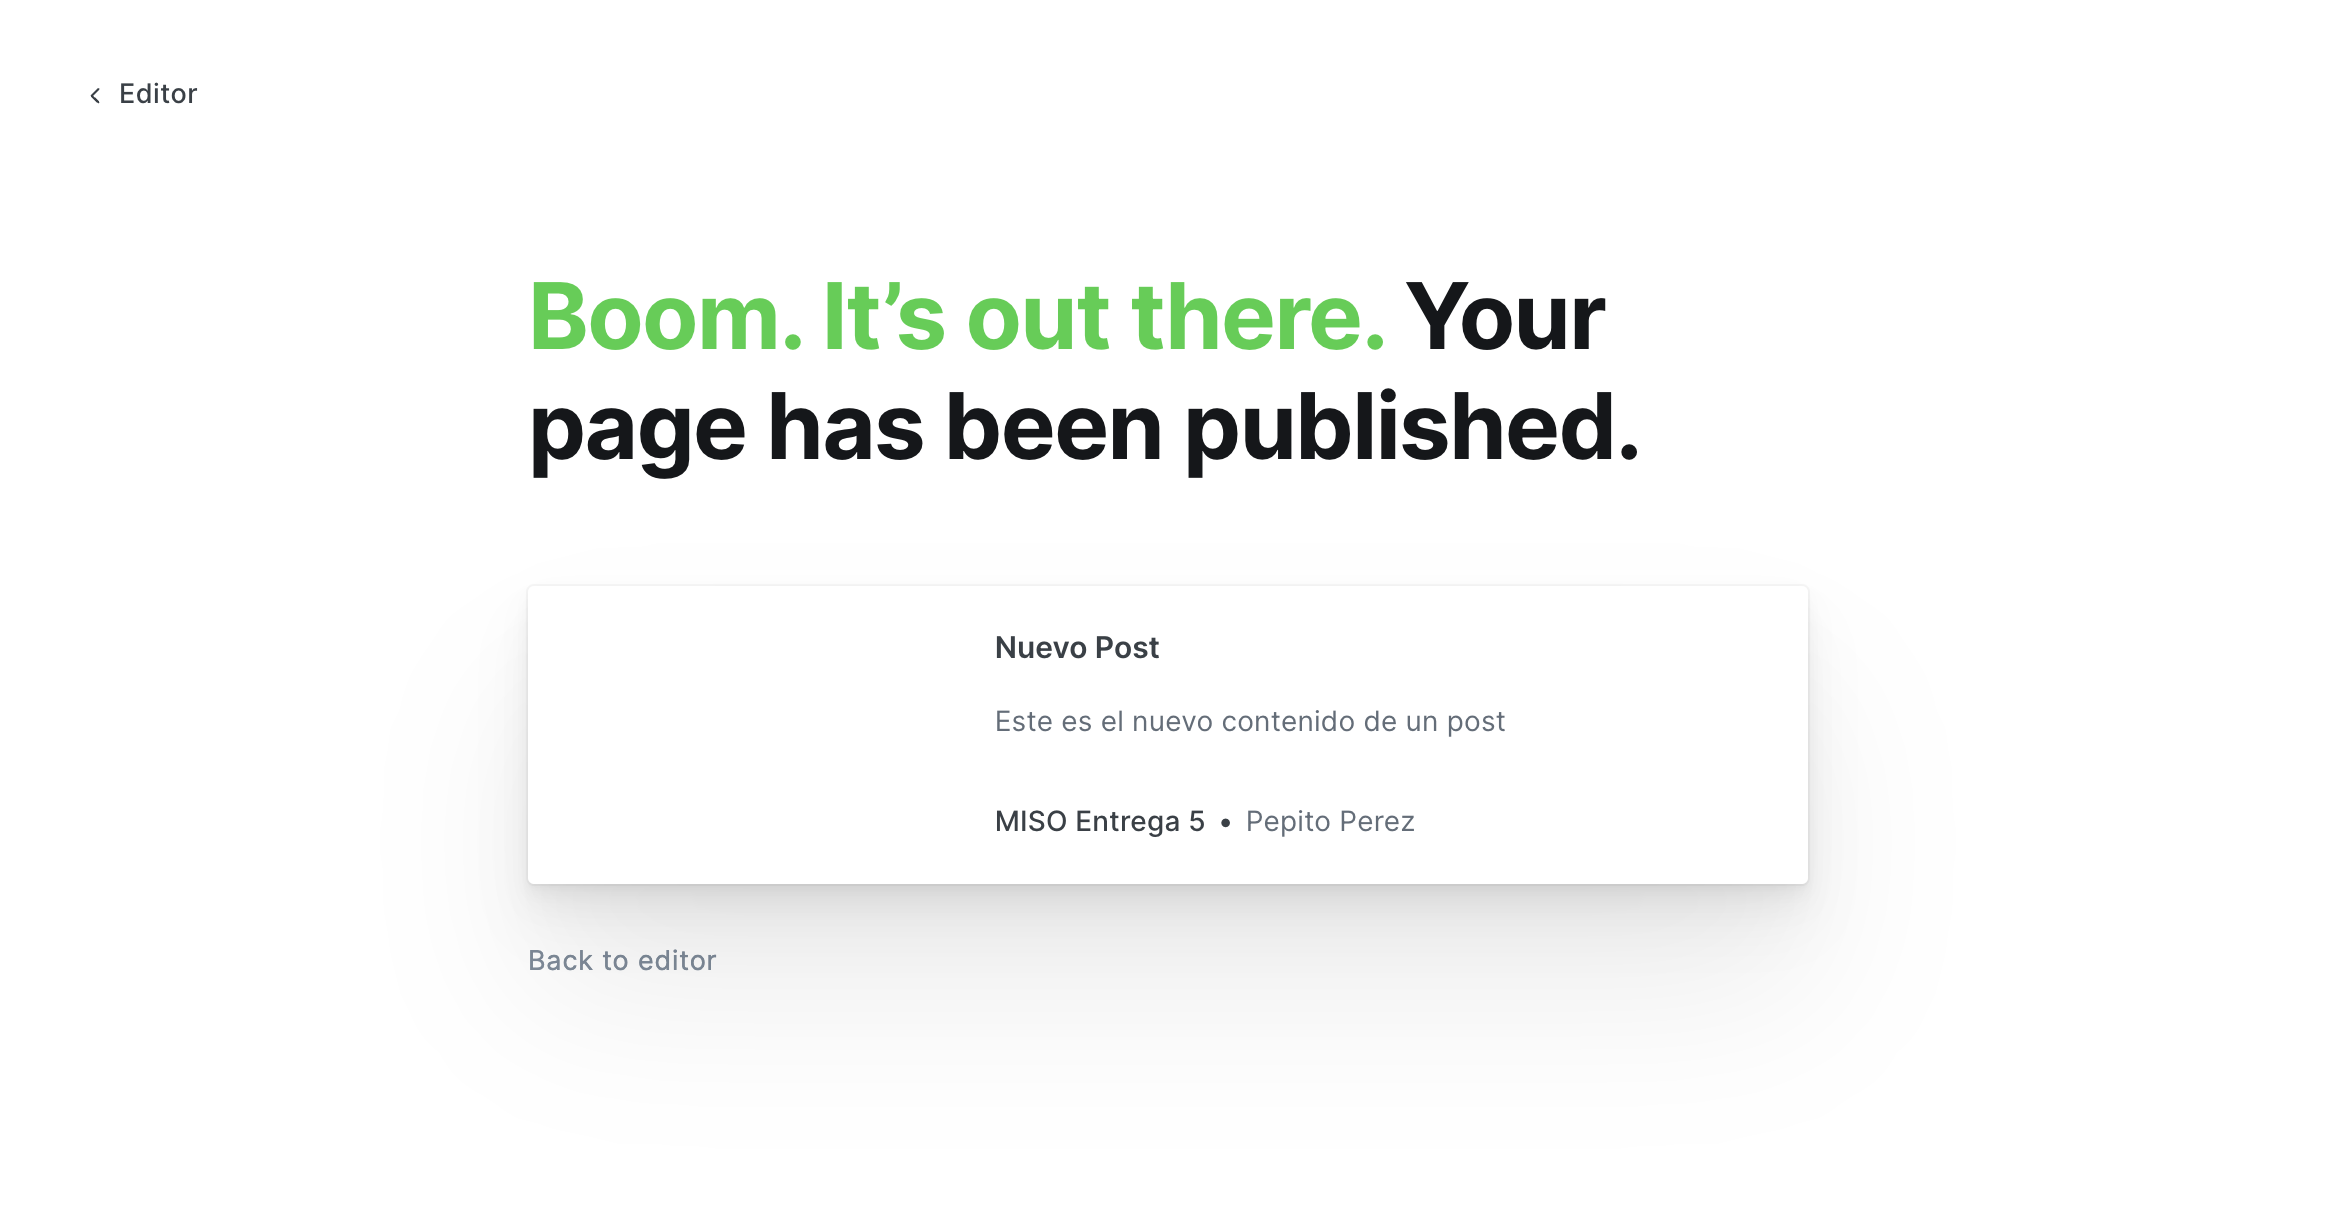 Editor
Boom. It’s out there. Your
page has been published.
Nuevo Post
Este es el nuevo contenido de un post
MISO Entrega 5 • Pepito Perez
Back to editor